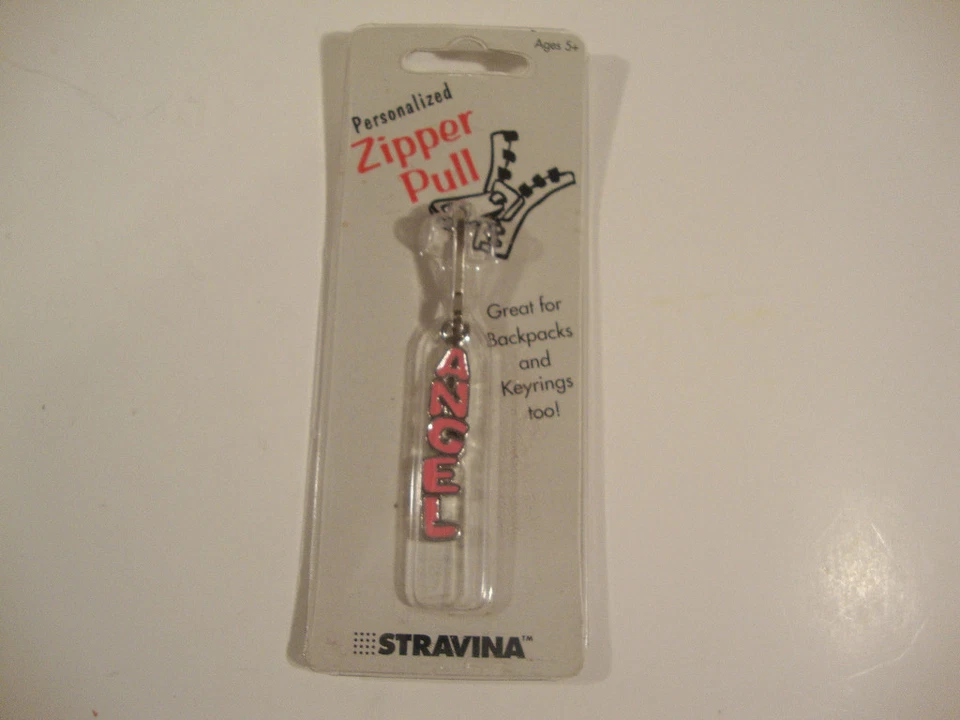 Ages 5+
Personalized
Zipper
Pull
Great for
Backpacks
and
Keyrings
too!
ANGEL
STRAVINA™